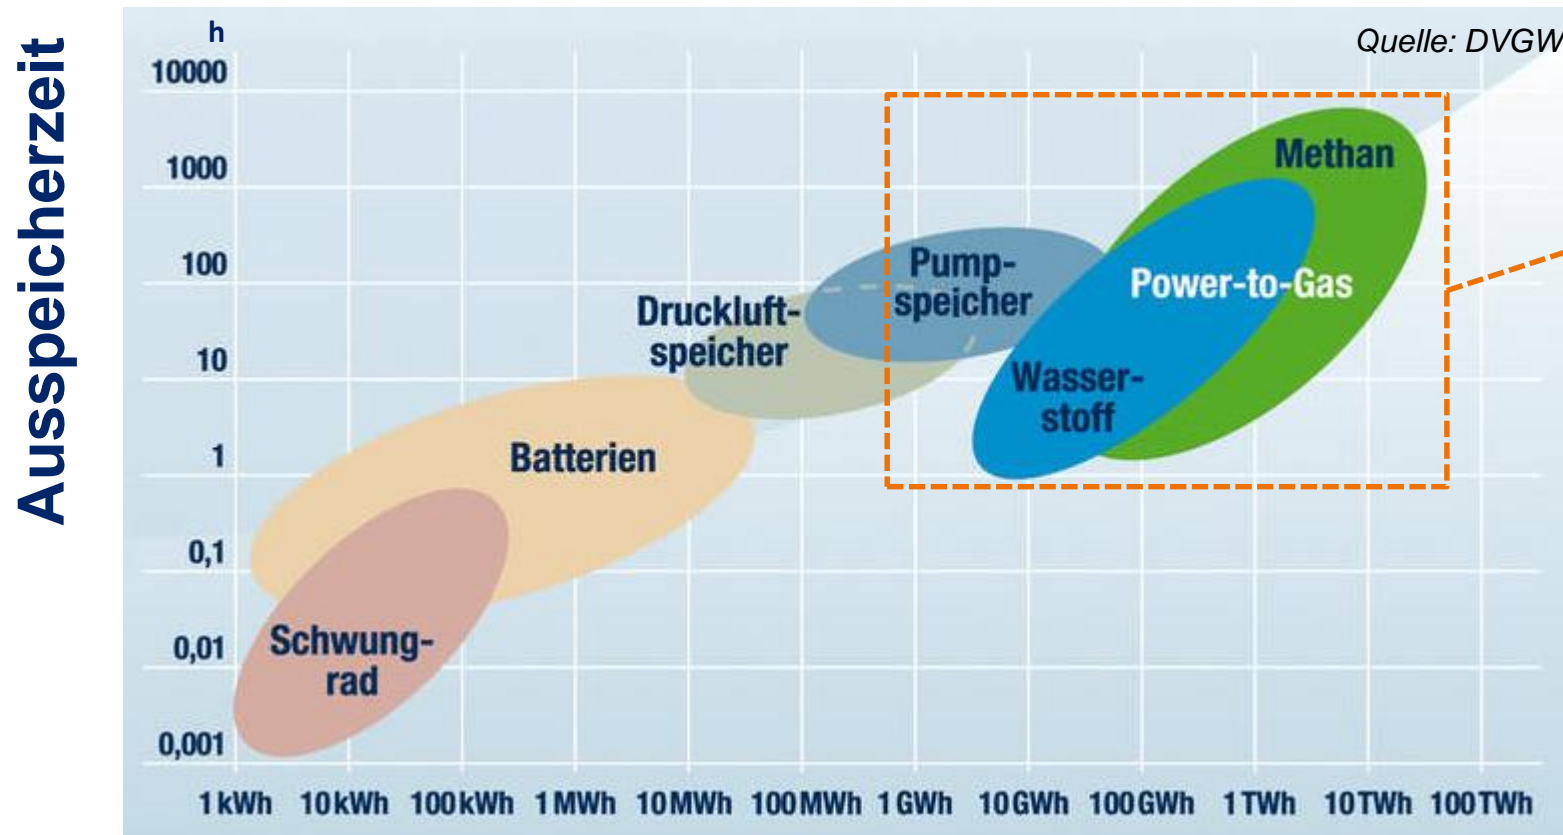 Ausspeicherzeit
h
Quelle: DVGW
10000
1000
100
10
1
0,1
0,01
0,001
Methan
Power-to-Gas
Pump-
speicher
Druckluft-
speicher
Wasser-
stoff
Batterien
Schwung-
rad
1 kWh 10 kWh 100 kWh 1 MWh 10 MWh 100 MWh 1 GWh 10 GWh 100 GWh 1 TWh 10 TWh 100 TWh